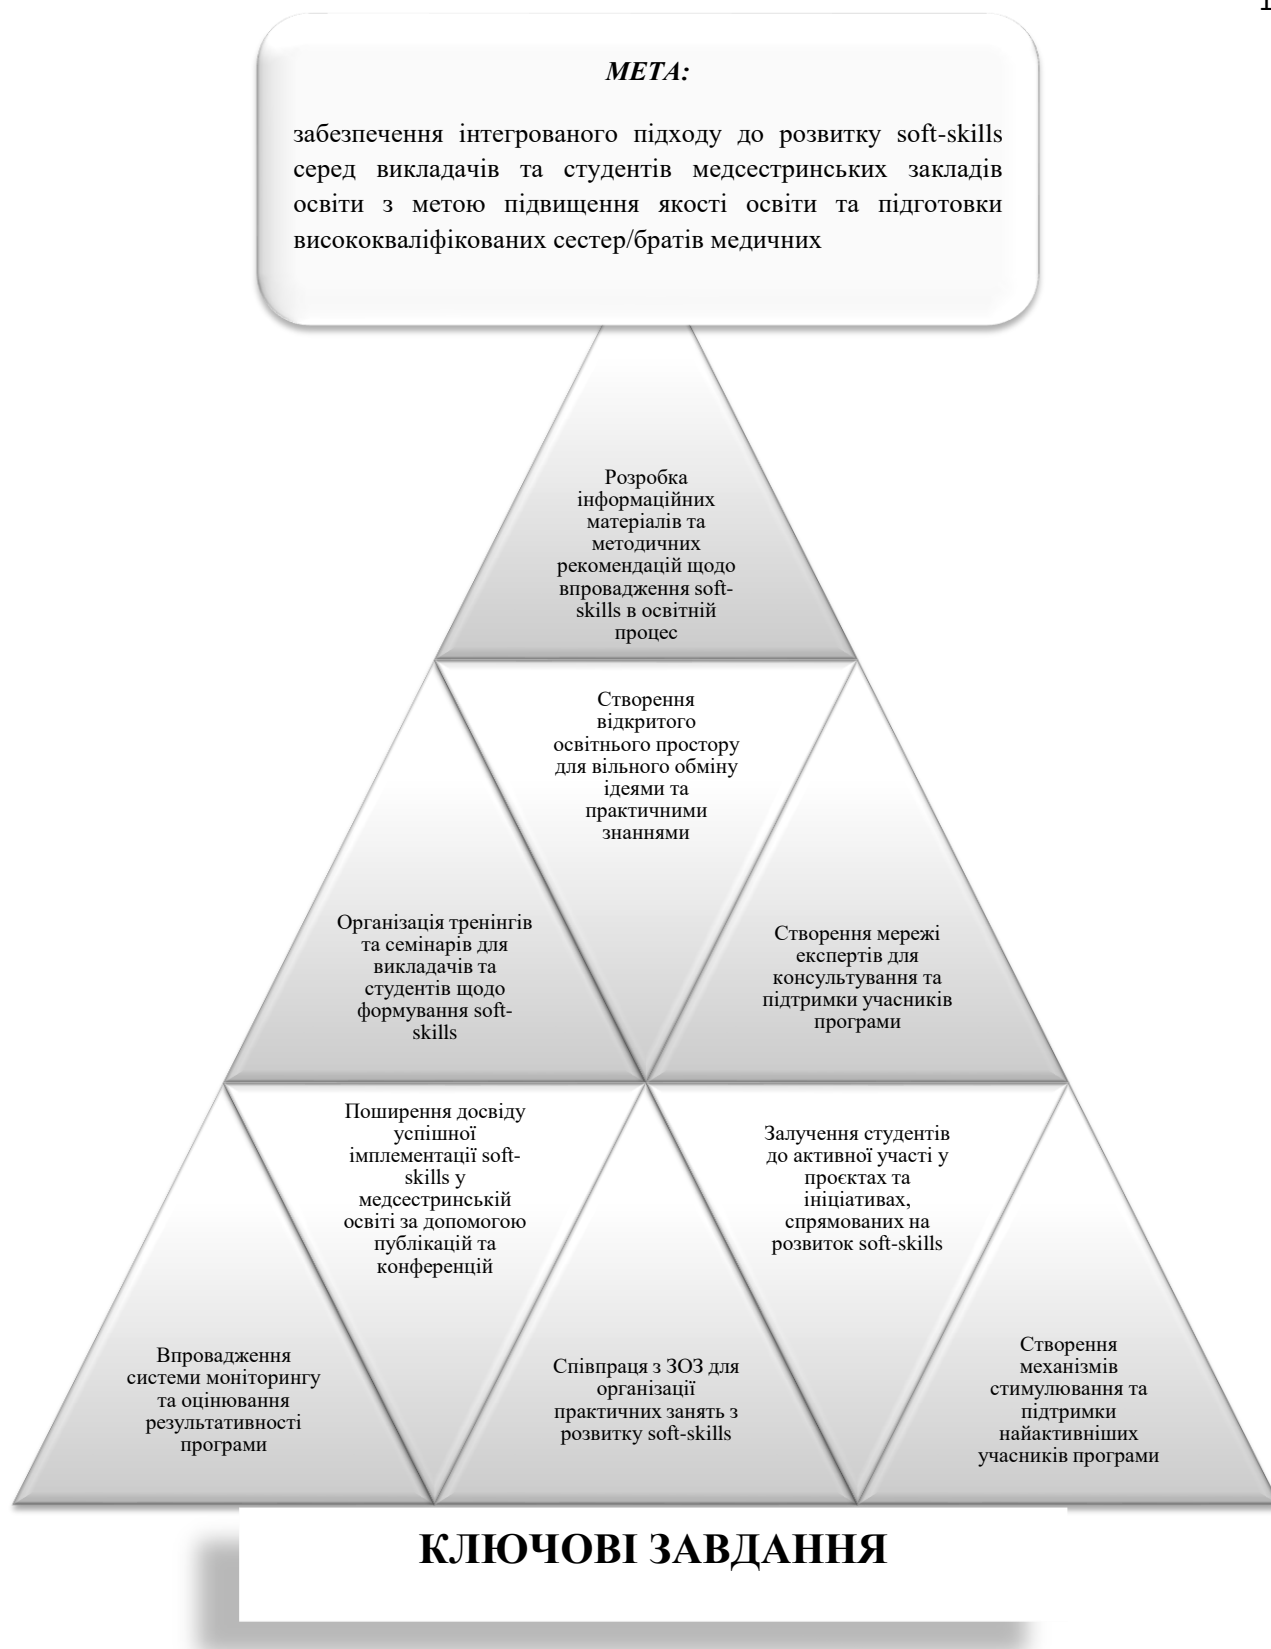 1
МЕТА:
забезпечення інтегрованого підходу до розвитку soft-skills
серед викладачів та студентів медсестринських закладів
освіти з метою підвищення якості освіти та підготовки
висококваліфікованих сестер/братів медичних
Розробка
інформаційних
матеріалів та
методичних
рекомендацій щодо
впровадження soft-
skills в освітній
процес
Створення
відкритого
освітнього простору
для вільного обміну
ідеями та
практичними
знаннями
Організація тренінгів
та семінарів для
викладачів та
студентів щодо
формування soft-
skills
Створення мережі
експертів для
консультування та
підтримки учасників
програми
Поширення досвіду
успішної
імплементації soft-
skills у
медсестринській
освіті за допомогою
публікацій та
конференцій
Залучення студентів
до активної участі у
проєктах та
ініціативах,
спрямованих на
розвиток soft-skills
Впровадження
системи моніторингу
та оцінювання
результативності
програми
Співпраця з ЗОЗ для
організації
практичних занять з
розвитку soft-skills
Створення
механізмів
стимулювання та
підтримки
найактивніших
учасників програми
КЛЮЧОВІ ЗАВДАННЯ